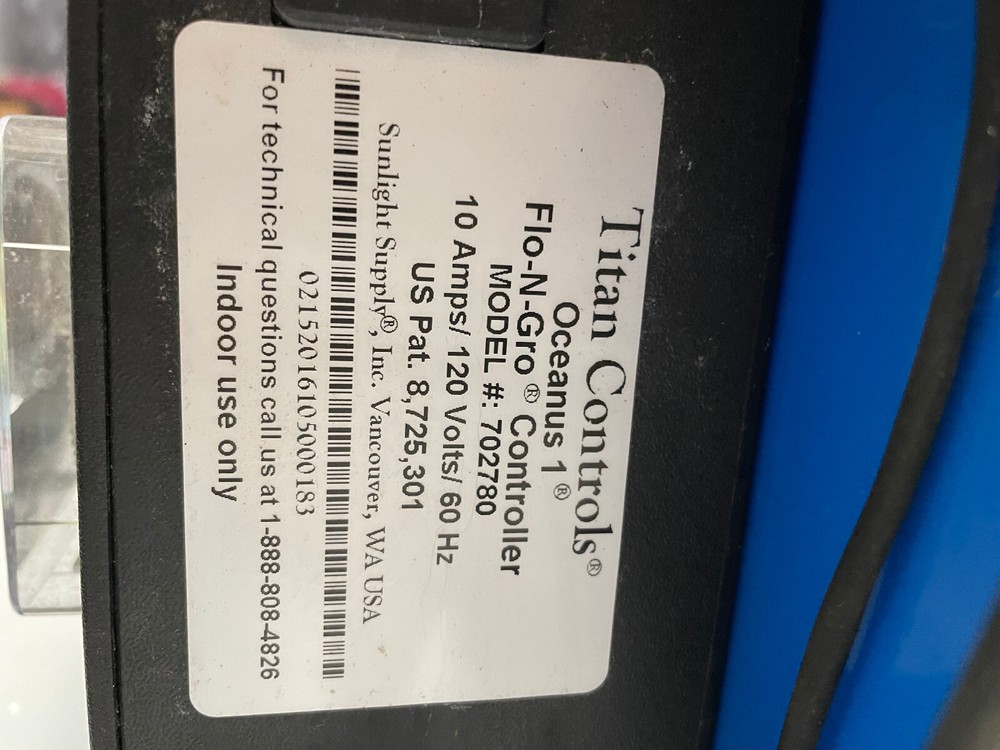 Titan Controls®
Oceanus 1®
Flo-N-Gro® Controller
MODEL #: 702780
10 Amps/ 120 Volts/ 60 Hz
US Pat. 8,725,301
Sunlight Supply®, Inc. Vancouver, WA USA
02152016105000183
For technical questions call us at 1-888-808-4826
Indoor use only